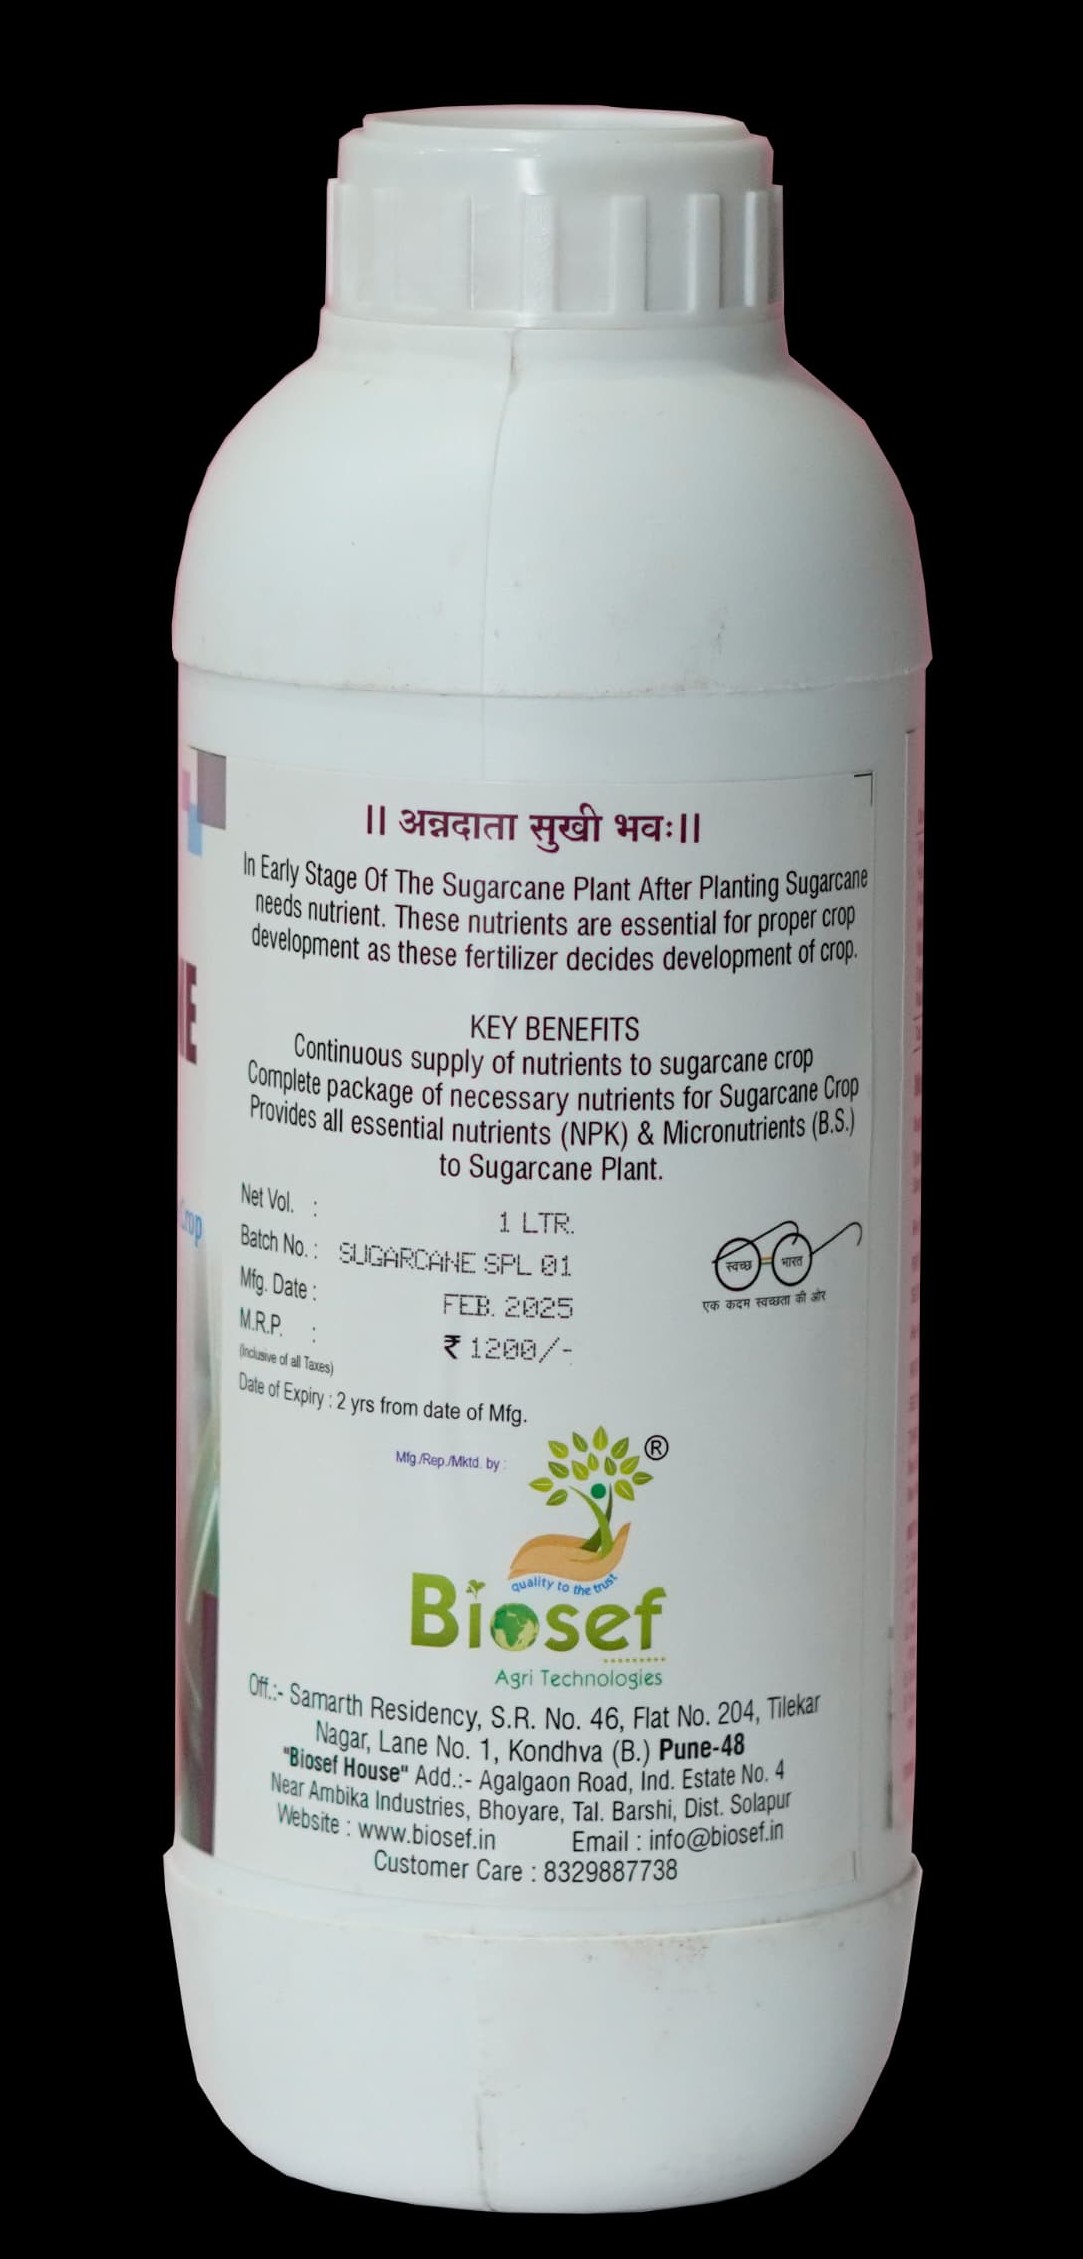 ।। अन्नदाता सुखी भवः।।
In Early Stage Of The Sugarcane Plant After Planting Sugarcane
needs nutrient. These nutrients are essential for proper crop
development as these fertilizer decides development of crop.
KEY BENEFITS
Continuous supply of nutrients to sugarcane crop
Complete package of necessary nutrients for Sugarcane Crop
Provides all essential nutrients (NPK) & Micronutrients (B.S.)
to Sugarcane Plant.
Net Vol. : 1 LTR.
Batch No. : SUGARCANE SPL 01
Mfg. Date : FEB. 2025
M.R.P. : ₹ 1200/-
(Inclusive of all Taxes)
Date of Expiry : 2 yrs from date of Mfg.
स्वच्छ भारत
एक कदम स्वच्छता की ओर
Mfg./Rep./Mktd. by :
®
quality to the trust
Biosef
Agri Technologies
Off.:- Samarth Residency, S.R. No. 46, Flat No. 204, Tilekar
Nagar, Lane No. 1, Kondhva (B.) Pune-48
"Biosef House" Add.:- Agalgaon Road, Ind. Estate No. 4
Near Ambika Industries, Bhoyare, Tal. Barshi, Dist. Solapur
Website : www.biosef.in Email : info@biosef.in
Customer Care : 8329887738